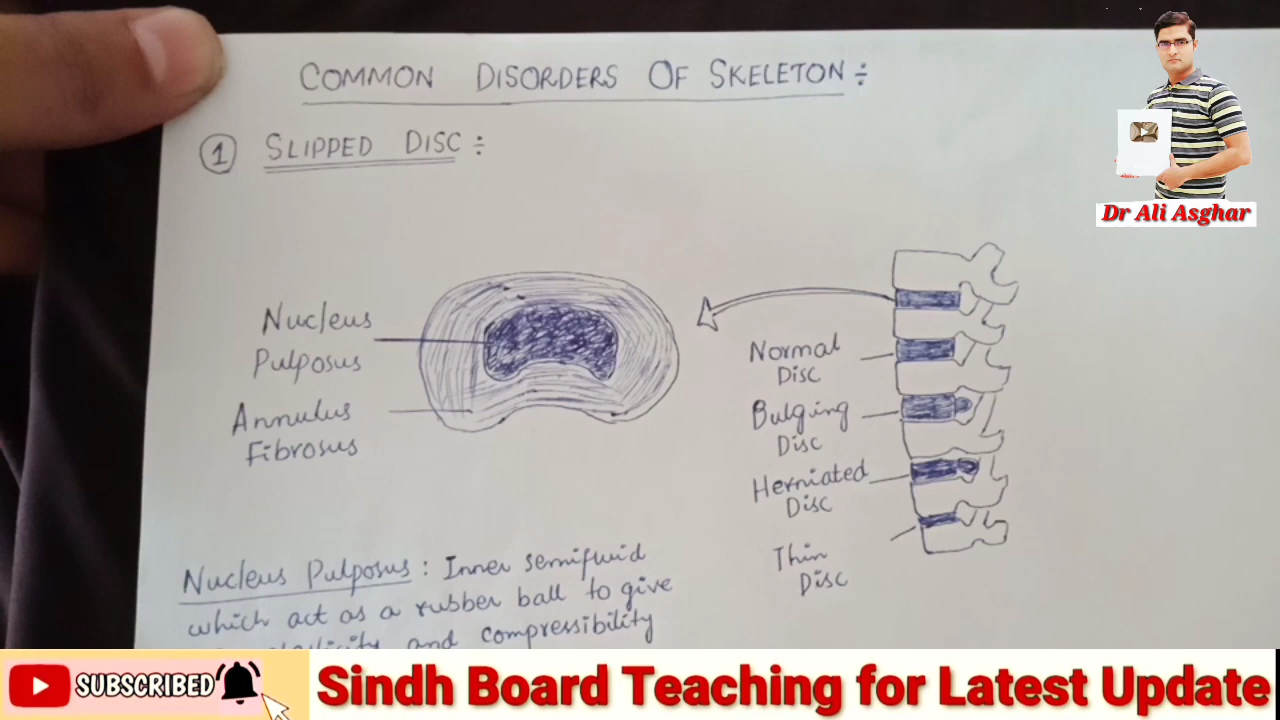 COMMON DISORDERS OF SKELETON ÷
1 SLIPPED DISC ÷
Nucleus
Pulposus
Annulus
Fibrosus
Normal
Disc
Bulging
Disc
Herniated
Disc
Thin
Disc
Nucleus Pulposus : Inner semifluid
which act as a rubber ball to give
and compressibility
Dr Ali Asghar
SUBSCRIBED
Sindh Board Teaching for Latest Update